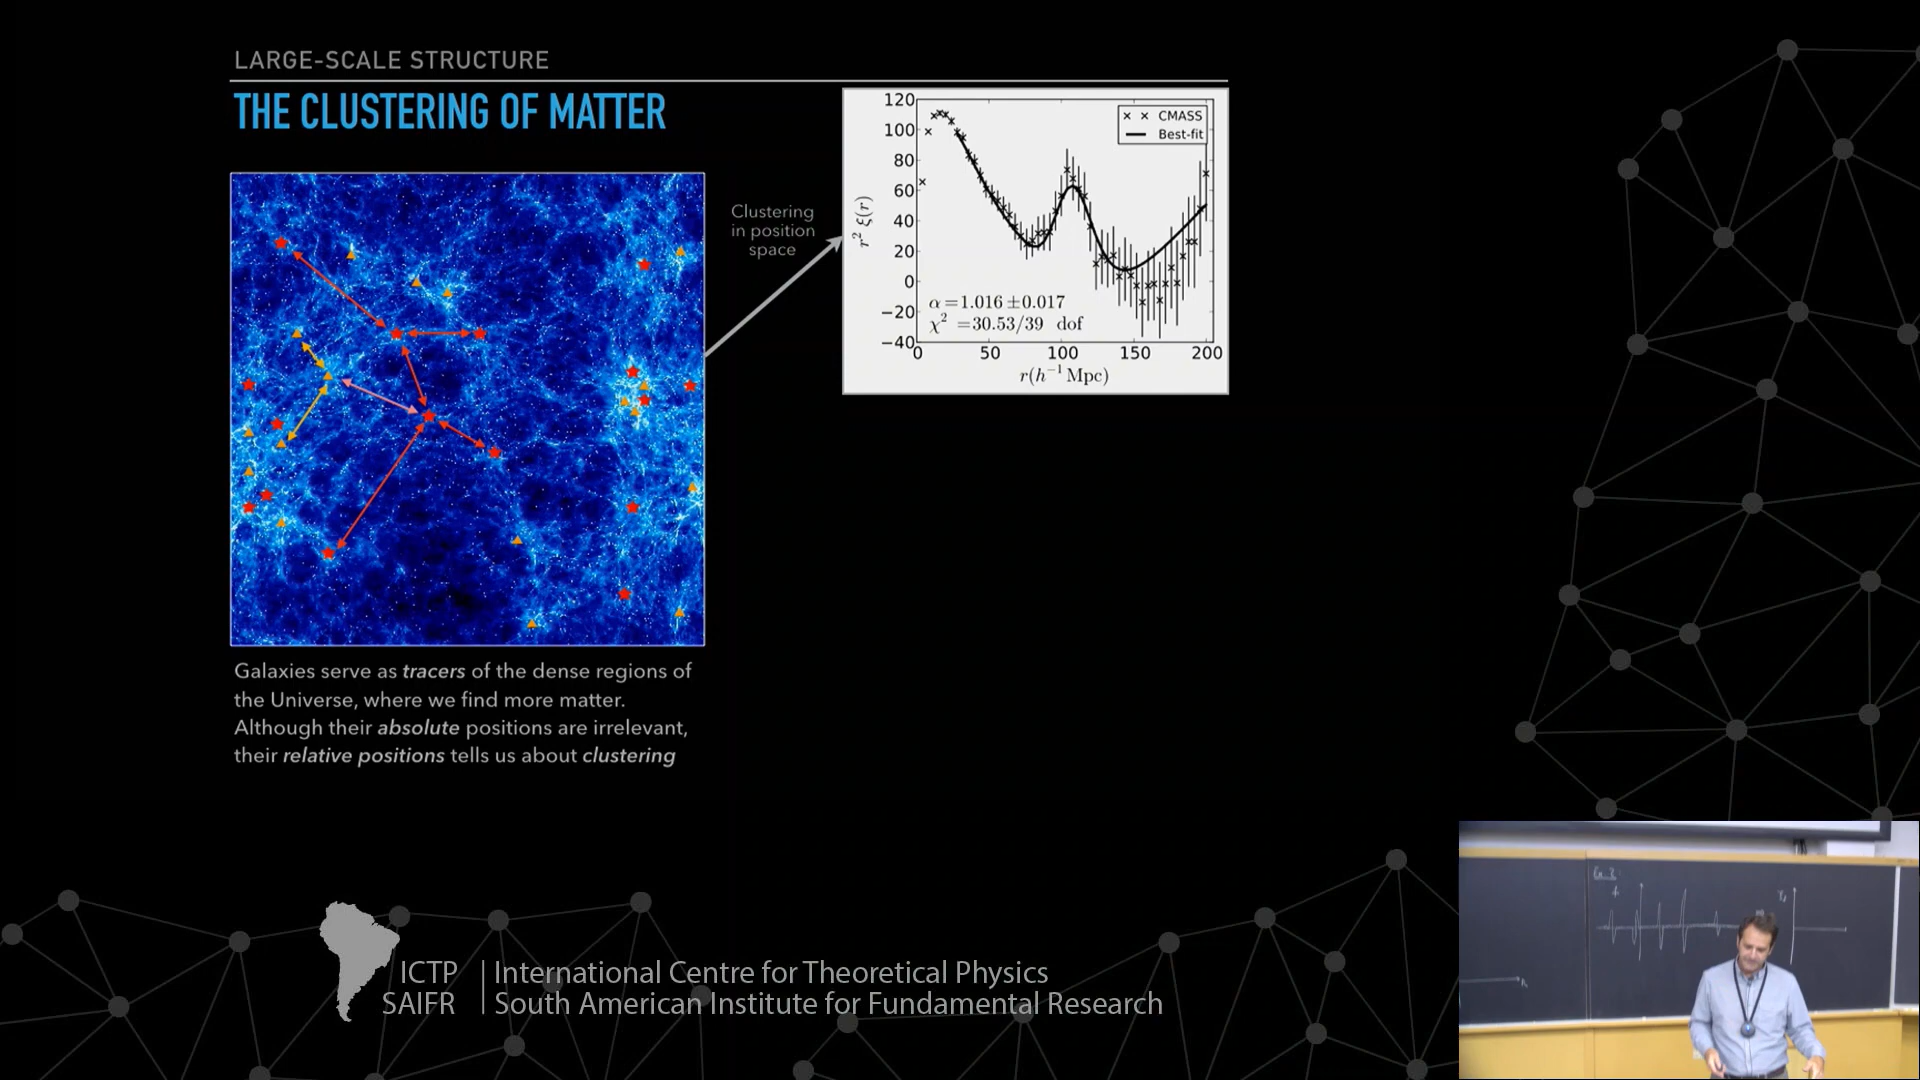 LARGE-SCALE STRUCTURE
THE CLUSTERING OF MATTER
Clustering
in position
space
120
100
80
60
40
20
0
−20
−40
r² ξ(r)
× × CMASS
Best-fit
α=1.016±0.017
χ² =30.53/39 dof
0 50 100 150 200
r(h⁻¹ Mpc)
Galaxies serve as tracers of the dense regions of
the Universe, where we find more matter.
Although their absolute positions are irrelevant,
their relative positions tells us about clustering
ICTP | International Centre for Theoretical Physics
SAIFR | South American Institute for Fundamental Research